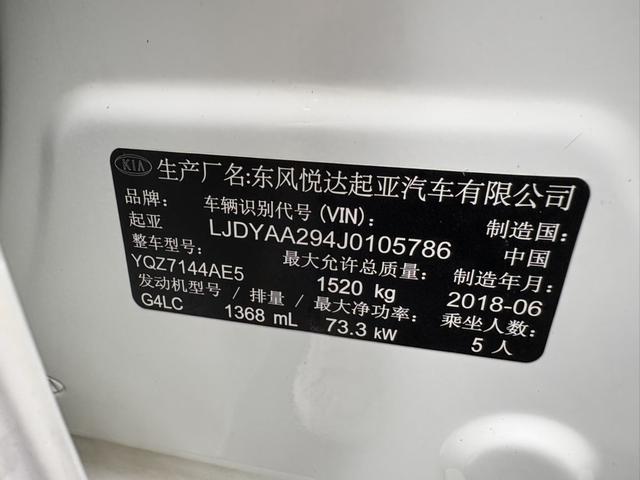 KIA 生产厂名:东风悦达起亚汽车有限公司
品牌: 车辆识别代号(VIN): 制造国:
起亚 LJDYAA294J0105786 中国
整车型号: 最大允许总质量: 制造年月:
YQZ7144AE5 1520 kg 2018-06
发动机型号/排量/最大净功率: 乘坐人数:
G4LC 1368 mL 73.3 kW 5 人